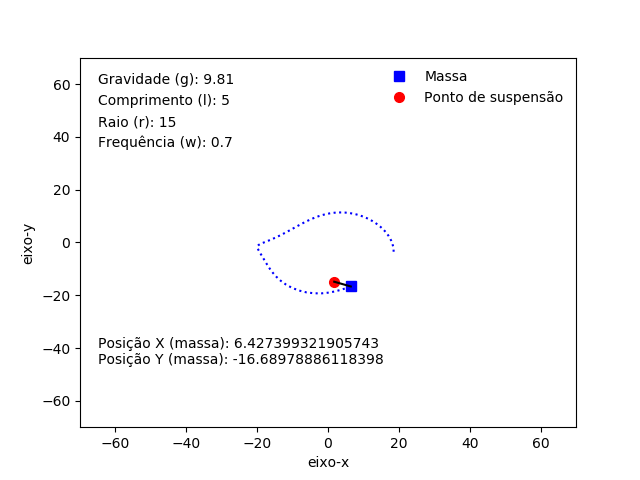 Gravidade (g): 9.81
Comprimento (l): 5
Raio (r): 15
Frequência (w): 0.7
Massa
Ponto de suspensão
60
40
20
0
−20
−40
−60
eixo-y
Posição X (massa): 6.427399321905743
Posição Y (massa): -16.68978886118398
−60 −40 −20 0 20 40 60
eixo-x